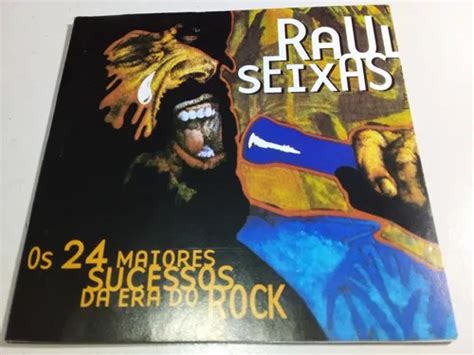 RAUL
SEIXAS
Os 24 MAIORES
SUCESSOS
DA ERA DO ROCK